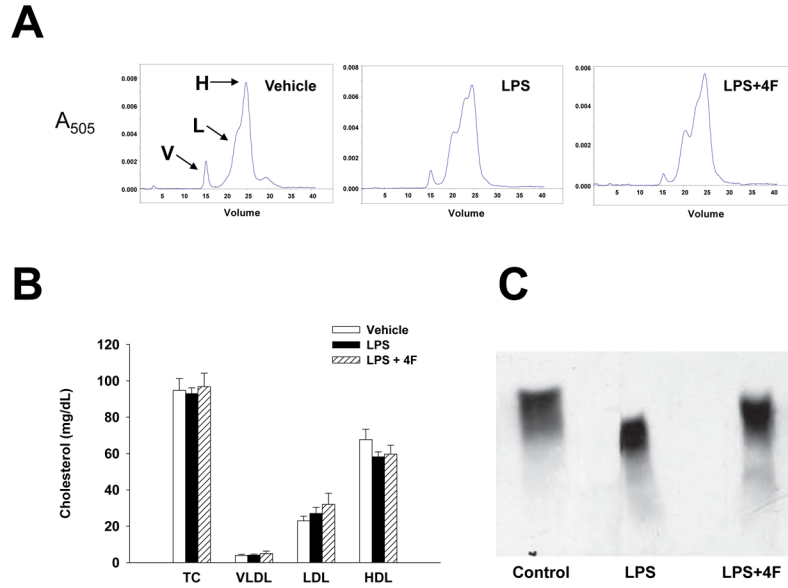 A
A505
0.008
0.006
0.004
0.002
0.000
5 10 15 20 25 30 35 40
Volume
H
L
V
Vehicle
0.008
0.006
0.004
0.002
0.000
5 10 15 20 25 30 35 40
Volume
LPS
0.006
0.004
0.002
0.000
5 10 15 20 25 30 35 40
Volume
LPS+4F
B
Vehicle
LPS
LPS + 4F
Cholesterol (mg/dL)
120
100
80
60
40
20
0
TC VLDL LDL HDL
C
Control LPS LPS+4F